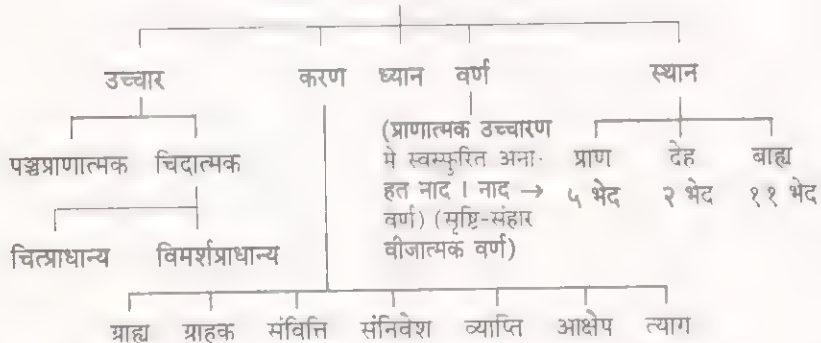 उच्चार करण ध्यान वर्ण स्थान
पञ्चप्राणात्मक चिदात्मक
(प्राणात्मक उच्चारण
मे स्वस्फुरित अना-
हत नाद । नाद →
वर्ण) (सृष्टि-संहार
वीजात्मक वर्ण)
प्राण देह बाह्य
५ भेद २ भेद ११ भेद
चित्प्राधान्य विमर्शप्राधान्य
ग्राह्य ग्राहक संवित्ति संनिवेश व्याप्ति आक्षेप त्याग